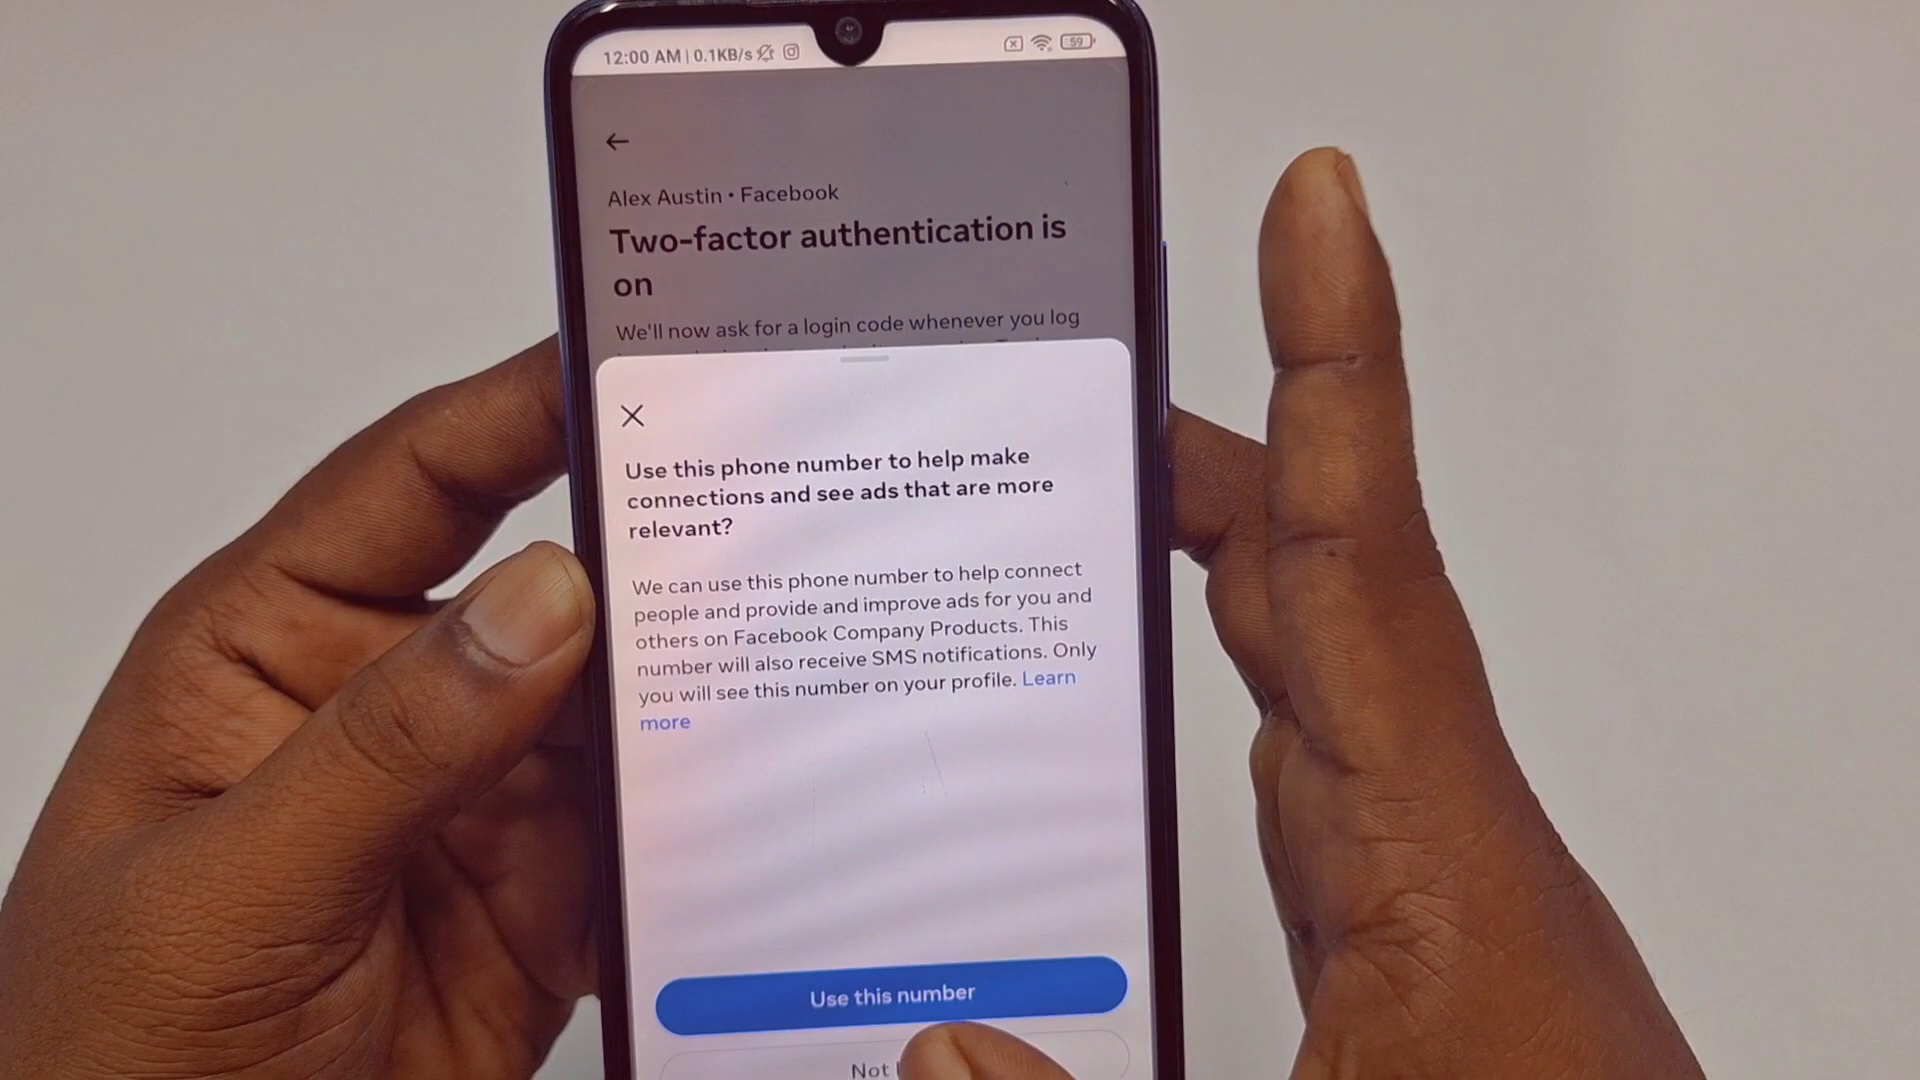 12:00 AM | 0.1KB/s
59
Alex Austin • Facebook
Two-factor authentication is
on
We'll now ask for a login code whenever you log
Use this phone number to help make
connections and see ads that are more
relevant?
We can use this phone number to help connect
people and provide and improve ads for you and
others on Facebook Company Products. This
number will also receive SMS notifications. Only
you will see this number on your profile. Learn
more
Use this number
Not